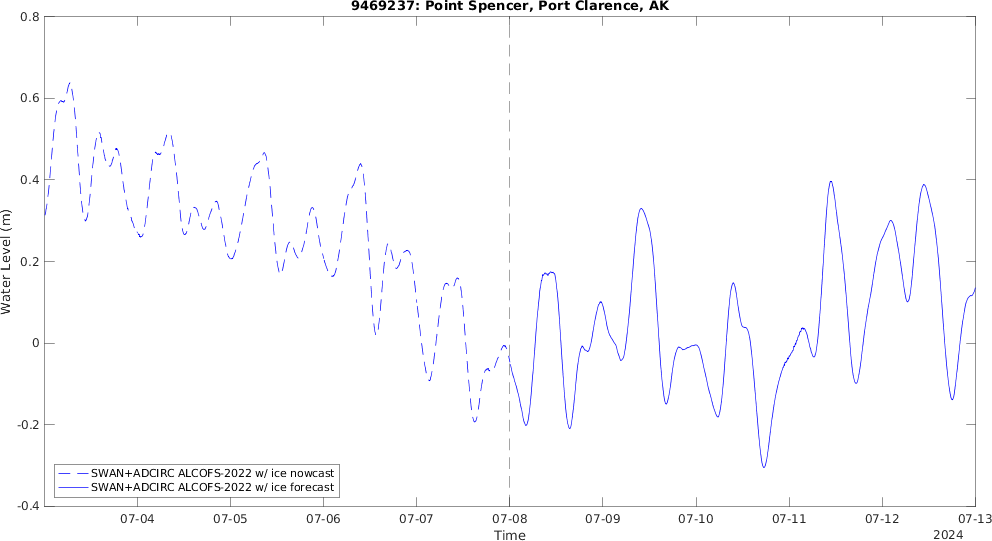 9469237: Point Spencer, Port Clarence, AK
0.8
0.6
0.4
0.2
0
-0.2
-0.4
Water Level (m)
SWAN+ADCIRC ALCOFS-2022 w/ ice nowcast
SWAN+ADCIRC ALCOFS-2022 w/ ice forecast
07-04 07-05 07-06 07-07 07-08 07-09 07-10 07-11 07-12 07-13
Time
2024